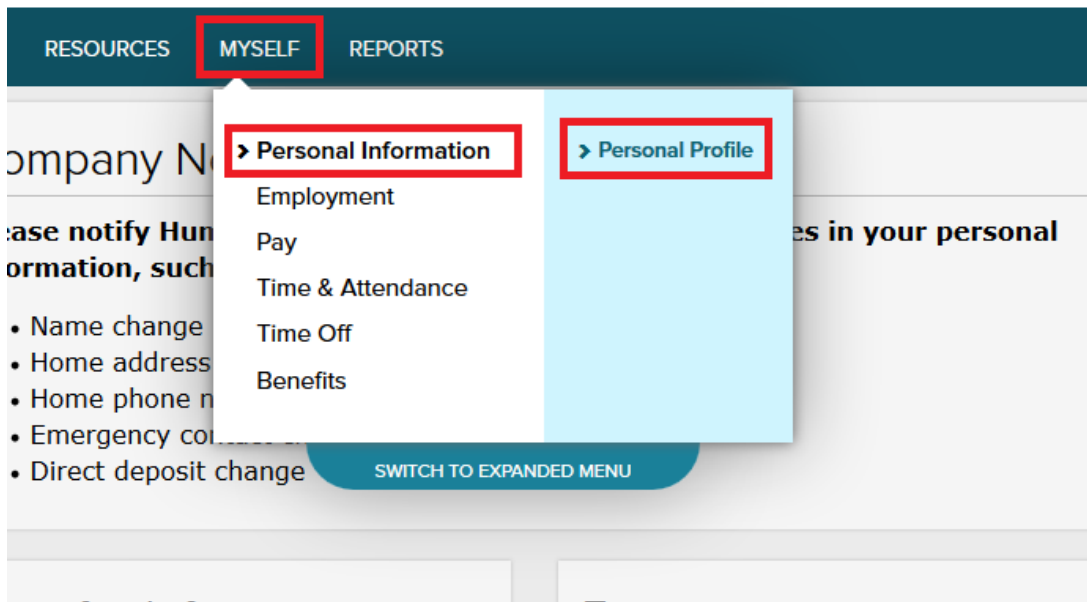 RESOURCES MYSELF REPORTS
ompany N
Personal Information
Personal Profile
Employment
Pay
Time & Attendance
Time Off
Benefits
ase notify Hun es in your personal
ormation, such
• Name change
• Home address
• Home phone n
• Emergency co
• Direct deposit change
SWITCH TO EXPANDED MENU